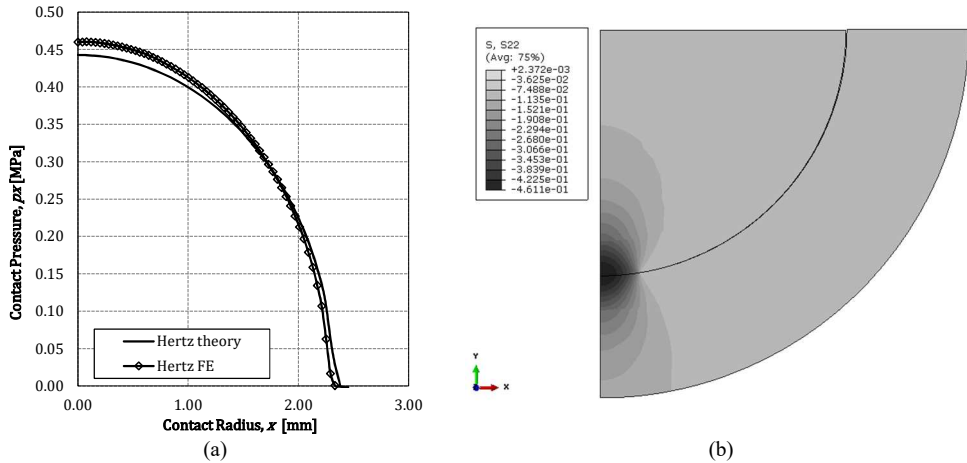 0.50
0.45
0.40
0.35
0.30
0.25
0.20
0.15
0.10
0.05
0.00
Contact Pressure, px [MPa]
Hertz theory
Hertz FE
0.00 1.00 2.00 3.00
Contact Radius, x [mm]
(a)
S, S22
(Avg: 75%)
+2.372e-03
-3.625e-02
-7.488e-02
-1.135e-01
-1.521e-01
-1.908e-01
-2.294e-01
-2.680e-01
-3.066e-01
-3.453e-01
-3.839e-01
-4.225e-01
-4.611e-01
Y
X
(b)